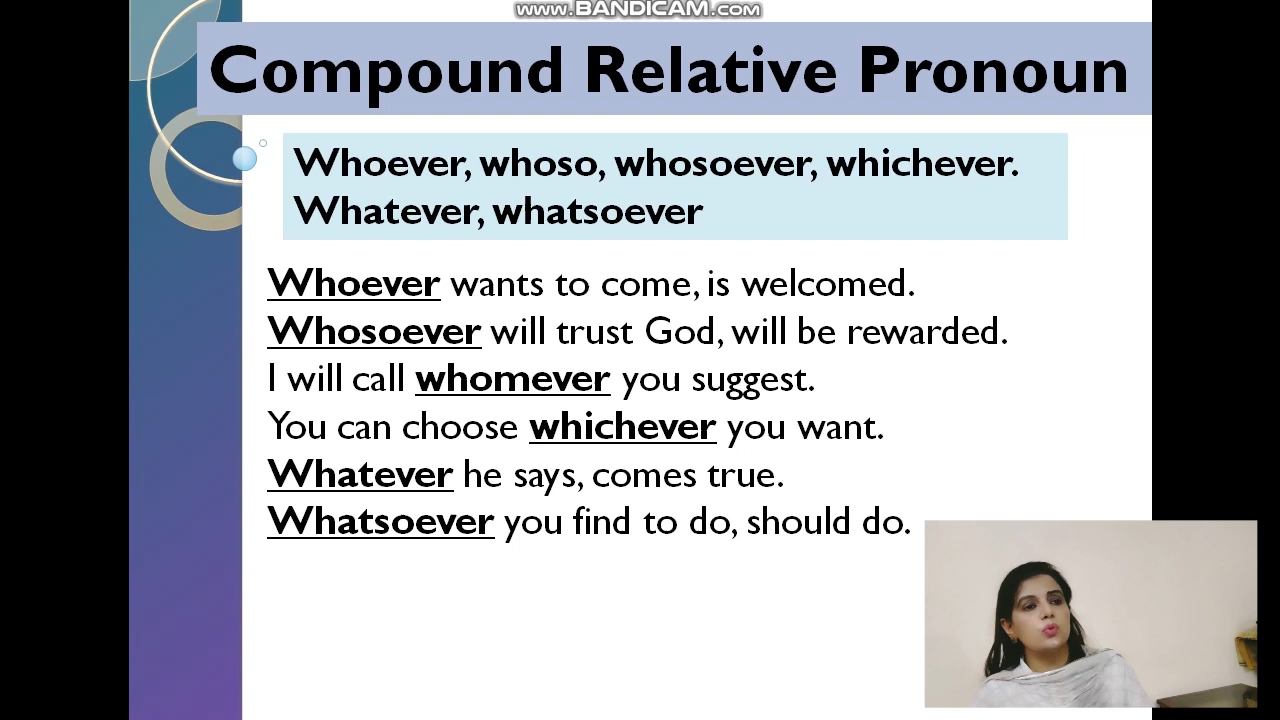 www.BANDICAM.com
Compound Relative Pronoun
Whoever, whoso, whosoever, whichever.
Whatever, whatsoever
Whoever wants to come, is welcomed.
Whosoever will trust God, will be rewarded.
I will call whomever you suggest.
You can choose whichever you want.
Whatever he says, comes true.
Whatsoever you find to do, should do.